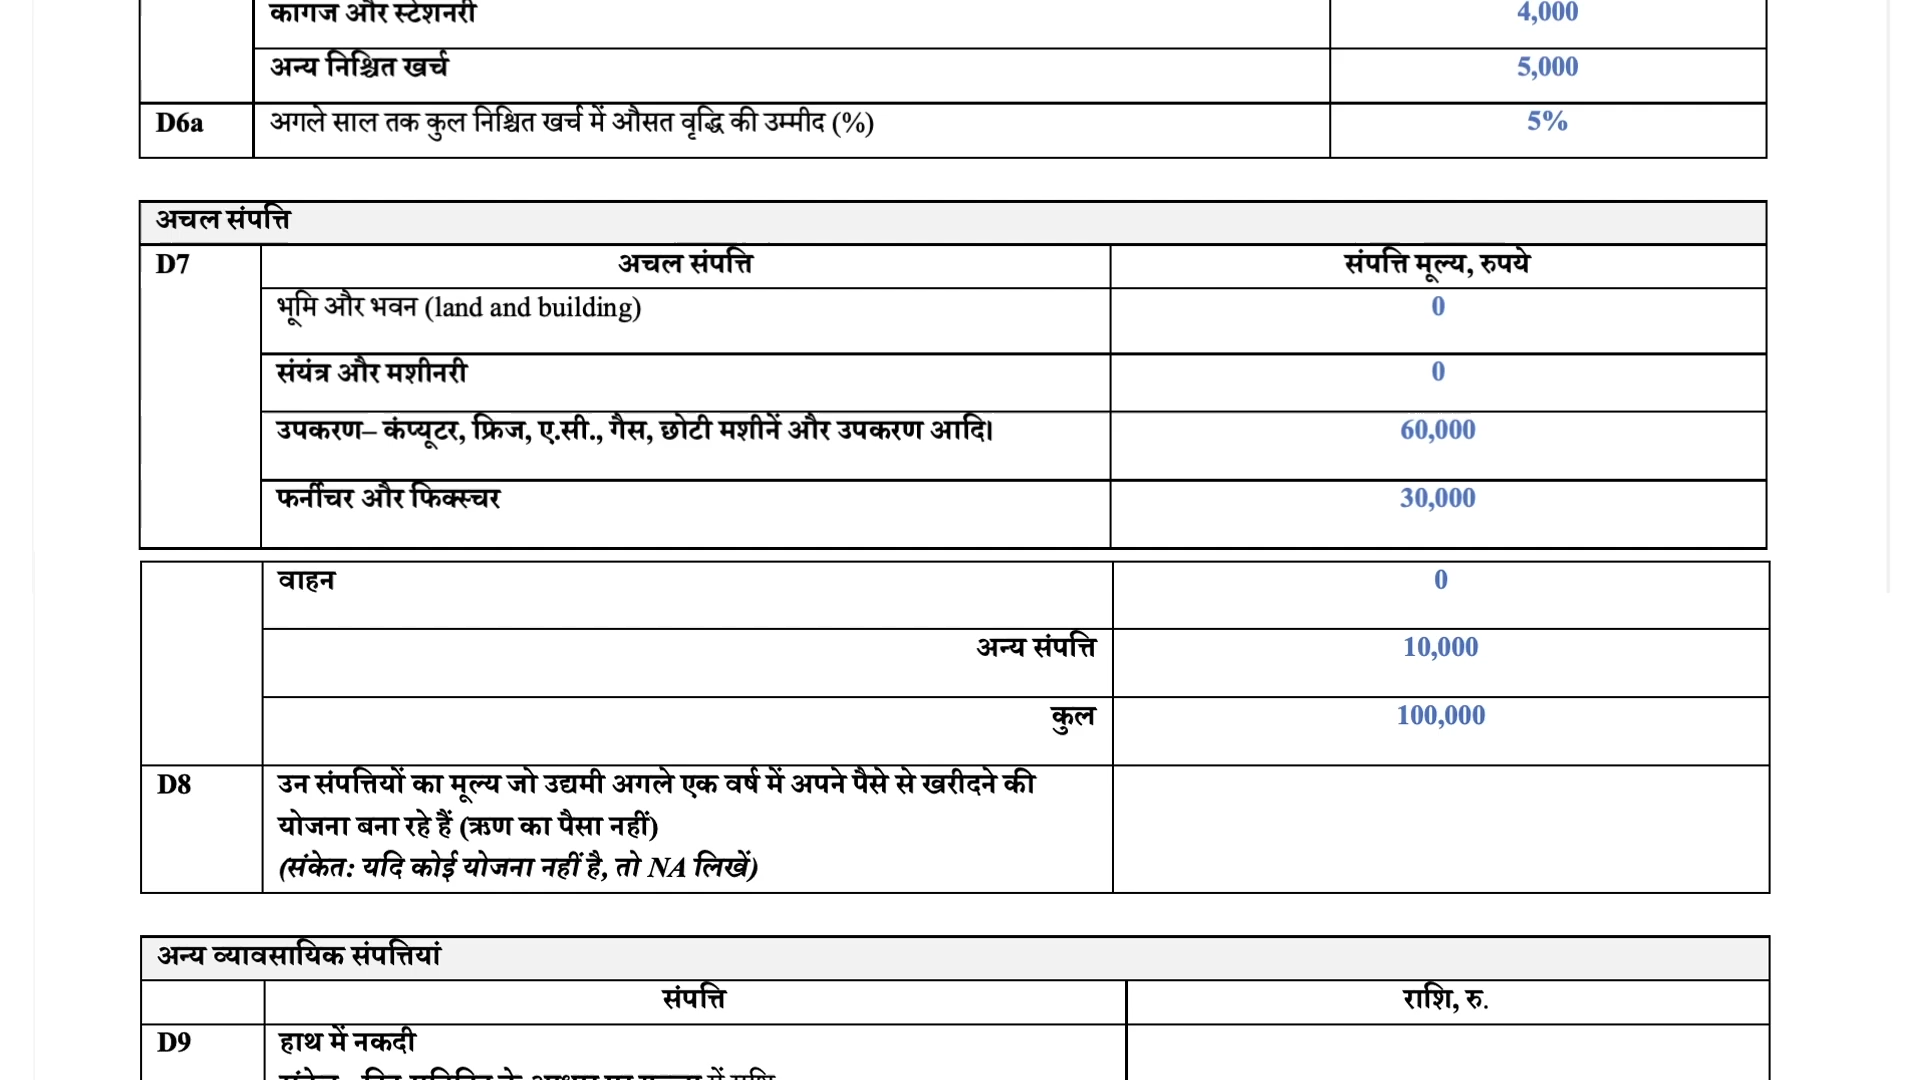 कागज और स्टेशनरी 4,000
अन्य निश्चित खर्च 5,000
D6a अगले साल तक कुल निश्चित खर्च में औसत वृद्धि की उम्मीद (%) 5%
अचल संपत्ति
D7 अचल संपत्ति संपत्ति मूल्य, रुपये
भूमि और भवन (land and building) 0
संयंत्र और मशीनरी 0
उपकरण– कंप्यूटर, फ्रिज, ए.सी., गैस, छोटी मशीनें और उपकरण आदि। 60,000
फर्नीचर और फिक्स्चर 30,000
वाहन 0
अन्य संपत्ति 10,000
कुल 100,000
D8 उन संपत्तियों का मूल्य जो उद्यमी अगले एक वर्ष में अपने पैसे से खरीदने की
योजना बना रहे हैं (ऋण का पैसा नहीं)
(संकेत: यदि कोई योजना नहीं है, तो NA लिखें)
अन्य व्यावसायिक संपत्तियां
संपत्ति राशि, रु.
D9 हाथ में नकदी